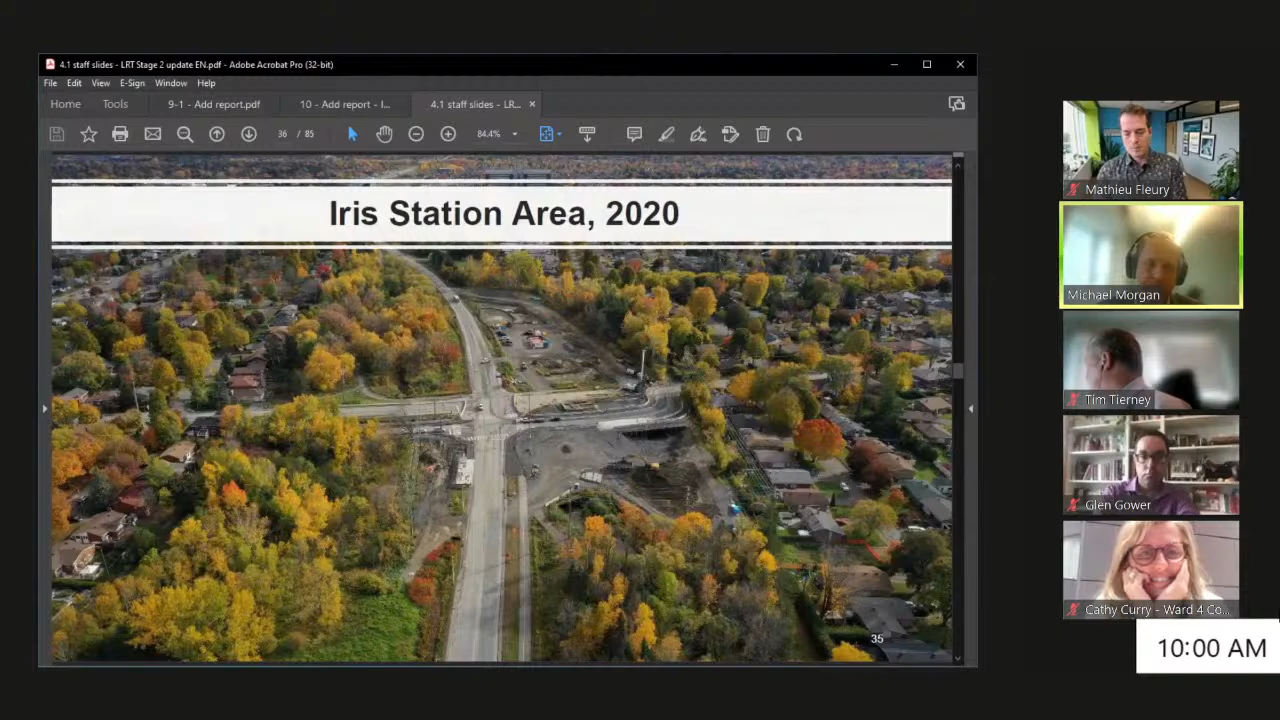 4.1 staff slides - LRT Stage 2 update EN.pdf - Adobe Acrobat Pro (32-bit)
File Edit View E-Sign Window Help
Home Tools 9-1 - Add report.pdf 10 - Add report - I... 4.1 staff slides - LR...
36 / 85 84.4%
Iris Station Area, 2020
35
Mathieu Fleury
Michael Morgan
Tim Tierney
Glen Gower
Cathy Curry - Ward 4 Co...
10:00 AM